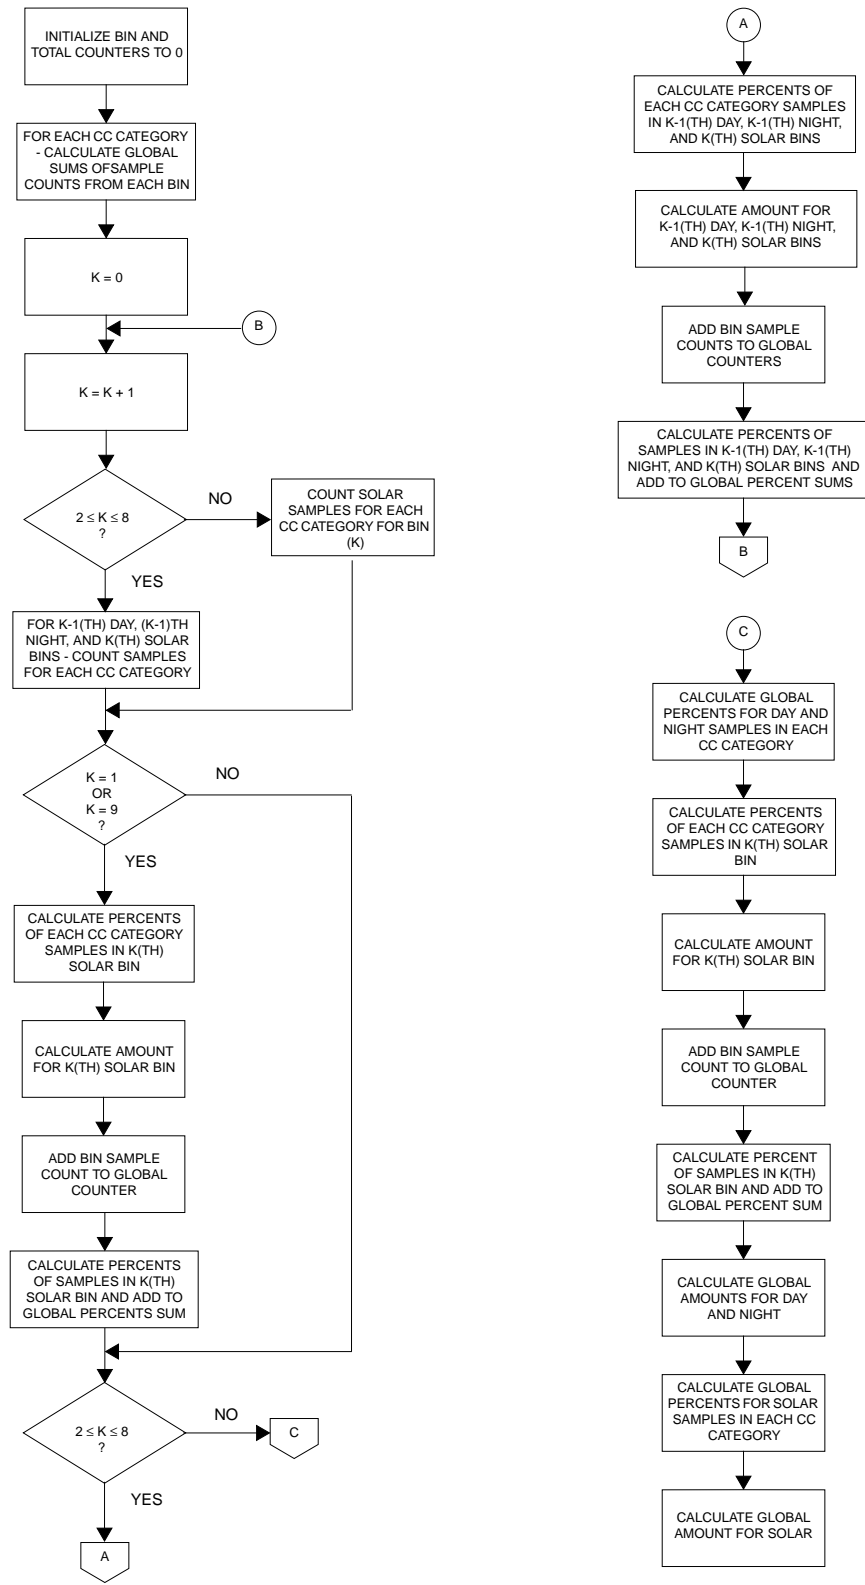 INITIALIZE BIN AND
TOTAL COUNTERS TO 0
FOR EACH CC CATEGORY
- CALCULATE GLOBAL
SUMS OFSAMPLE
COUNTS FROM EACH BIN
K = 0
B
K = K + 1
2 ≤ K ≤ 8
?
NO
COUNT SOLAR
SAMPLES FOR EACH
CC CATEGORY FOR BIN
(K)
YES
FOR K-1(TH) DAY, (K-1)TH
NIGHT, AND K(TH) SOLAR
BINS - COUNT SAMPLES
FOR EACH CC CATEGORY
K = 1
OR
K = 9
?
NO
YES
CALCULATE PERCENTS
OF EACH CC CATEGORY
SAMPLES IN K(TH)
SOLAR BIN
CALCULATE AMOUNT
FOR K(TH) SOLAR BIN
ADD BIN SAMPLE
COUNT TO GLOBAL
COUNTER
CALCULATE PERCENTS
OF SAMPLES IN K(TH)
SOLAR BIN AND ADD TO
GLOBAL PERCENTS SUM
2 ≤ K ≤ 8
?
NO
C
YES
A
A
CALCULATE PERCENTS OF
EACH CC CATEGORY SAMPLES
IN K-1(TH) DAY, K-1(TH) NIGHT,
AND K(TH) SOLAR BINS
CALCULATE AMOUNT FOR
K-1(TH) DAY, K-1(TH) NIGHT,
AND K(TH) SOLAR BINS
ADD BIN SAMPLE
COUNTS TO GLOBAL
COUNTERS
CALCULATE PERCENTS OF
SAMPLES IN K-1(TH) DAY, K-1(TH)
NIGHT, AND K(TH) SOLAR BINS AND
ADD TO GLOBAL PERCENT SUMS
B
C
CALCULATE GLOBAL
PERCENTS FOR DAY AND
NIGHT SAMPLES IN EACH
CC CATEGORY
CALCULATE PERCENTS
OF EACH CC CATEGORY
SAMPLES IN K(TH) SOLAR
BIN
CALCULATE AMOUNT
FOR K(TH) SOLAR BIN
ADD BIN SAMPLE
COUNT TO GLOBAL
COUNTER
CALCULATE PERCENT
OF SAMPLES IN K(TH)
SOLAR BIN AND ADD TO
GLOBAL PERCENT SUM
CALCULATE GLOBAL
AMOUNTS FOR DAY
AND NIGHT
CALCULATE GLOBAL
PERCENTS FOR SOLAR
SAMPLES IN EACH CC
CATEGORY
CALCULATE GLOBAL
AMOUNT FOR SOLAR